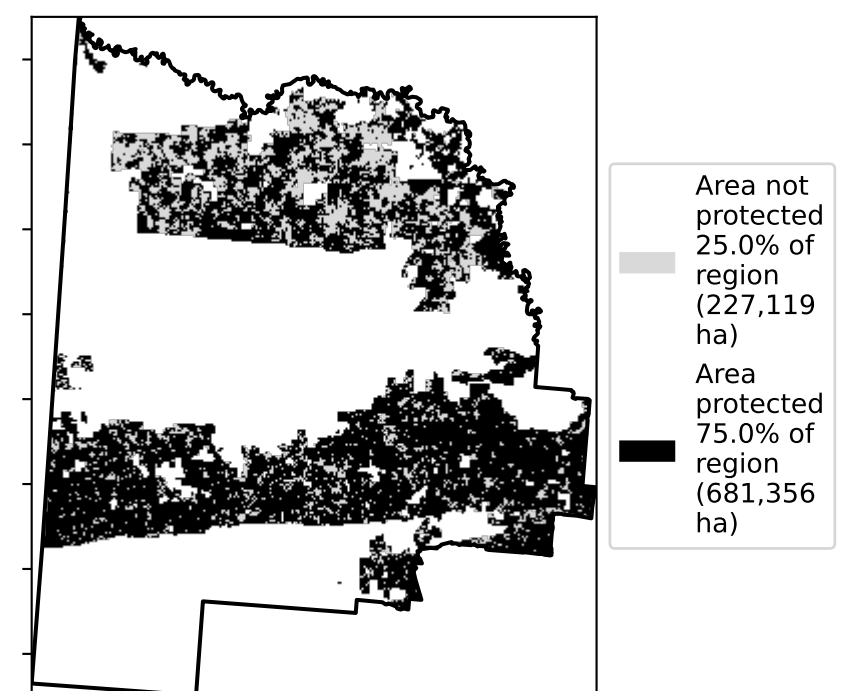 Area not
protected
25.0% of
region
(227,119
ha)
Area
protected
75.0% of
region
(681,356
ha)